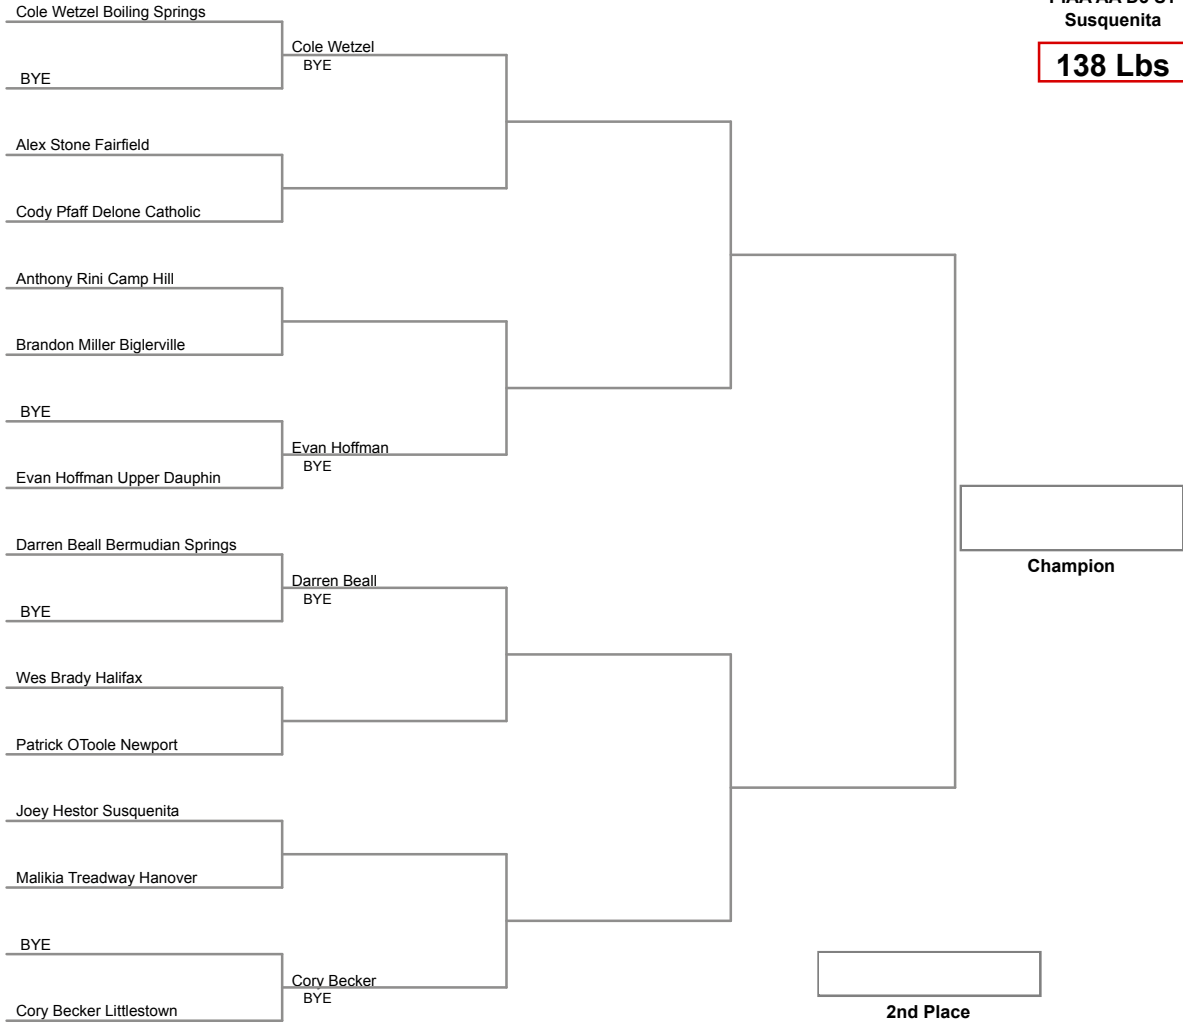 Cole Wetzel Boiling Springs
Susquenita
Cole Wetzel
BYE
138 Lbs
BYE
Alex Stone Fairfield
Cody Pfaff Delone Catholic
Anthony Rini Camp Hill
Brandon Miller Biglerville
BYE
Evan Hoffman
BYE
Evan Hoffman Upper Dauphin
Darren Beall Bermudian Springs
Champion
Darren Beall
BYE
BYE
Wes Brady Halifax
Patrick OToole Newport
Joey Hestor Susquenita
Malikia Treadway Hanover
BYE
Cory Becker
BYE
Cory Becker Littlestown
2nd Place